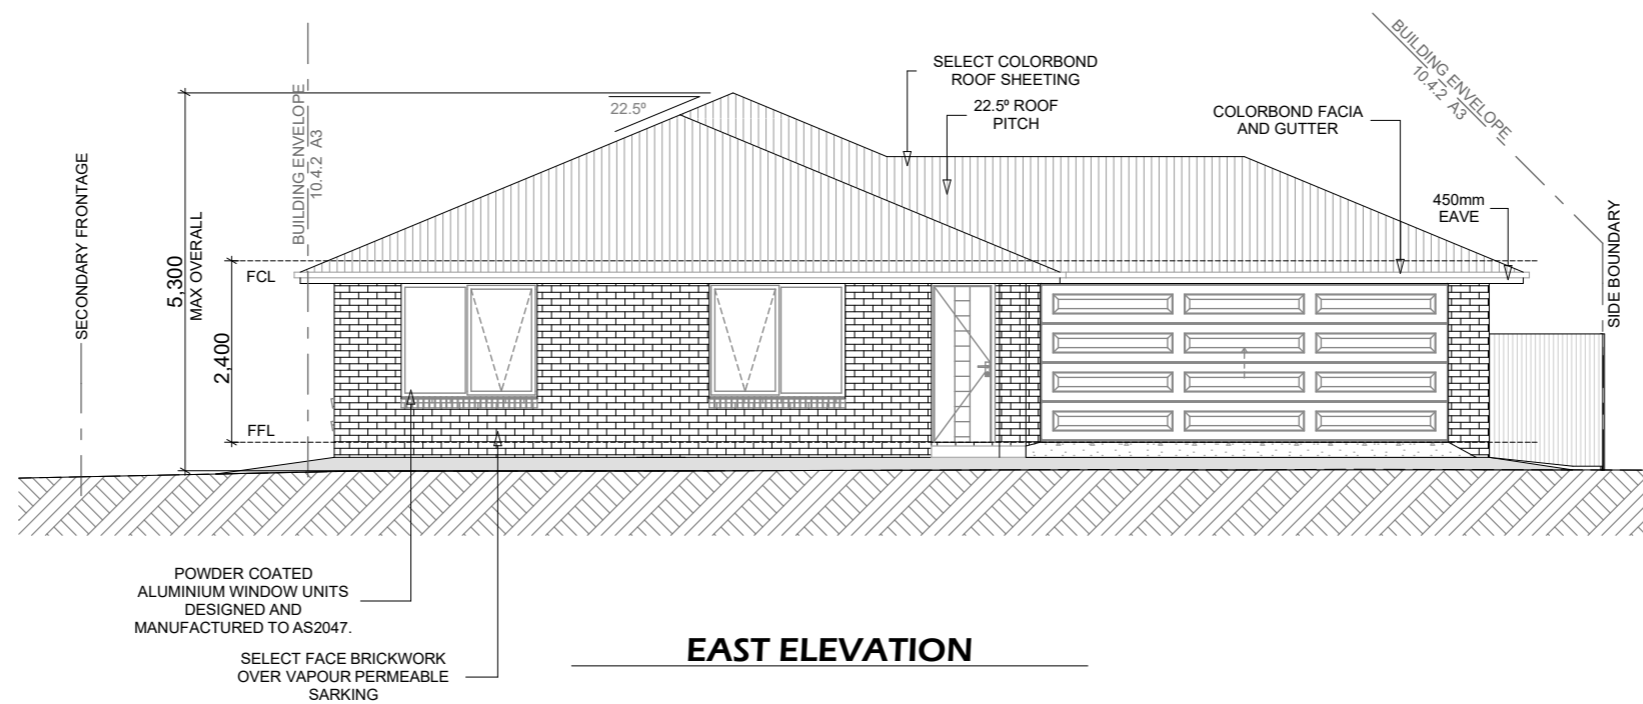 SELECT COLORBOND
ROOF SHEETING
22.5º ROOF
PITCH
22.5º
COLORBOND FACIA
AND GUTTER
BUILDING ENVELOPE
10.4.2 A3
BUILDING ENVELOPE
10.4.2 A3
450mm
EAVE
SECONDARY FRONTAGE
SIDE BOUNDARY
5,300
MAX OVERALL
FCL
2,400
FFL
POWDER COATED
ALUMINIUM WINDOW UNITS
DESIGNED AND
MANUFACTURED TO AS2047.
SELECT FACE BRICKWORK
OVER VAPOUR PERMEABLE
SARKING
EAST ELEVATION